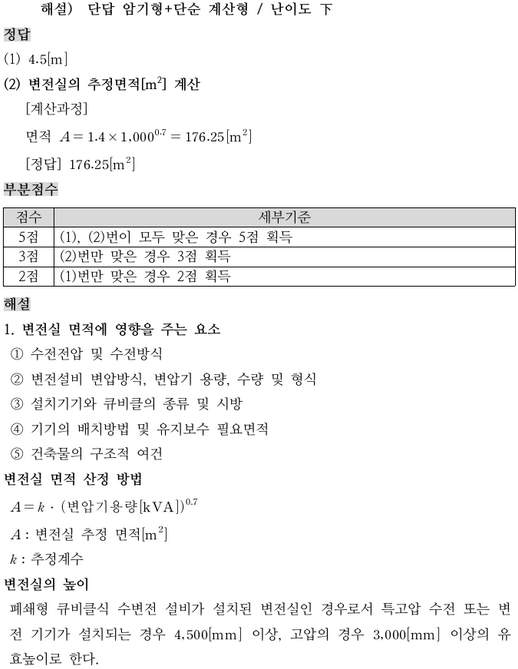 해설) 단답 암기형+단순 계산형 / 난이도 下
정답
(1) 4.5[m]
(2) 변전실의 추정면적[m²] 계산
[계산과정]
면적 A = 1.4 × 1,000^0.7 = 176.25[m²]
[정답] 176.25[m²]
부분점수
점수 세부기준
5점 (1), (2)번이 모두 맞은 경우 5점 획득
3점 (2)번만 맞은 경우 3점 획득
2점 (1)번만 맞은 경우 2점 획득
해설
1. 변전실 면적에 영향을 주는 요소
① 수전전압 및 수전방식
② 변전설비 변압방식, 변압기 용량, 수량 및 형식
③ 설치기기와 큐비클의 종류 및 시방
④ 기기의 배치방법 및 유지보수 필요면적
⑤ 건축물의 구조적 여건
변전실 면적 산정 방법
A = k · (변압기용량[kVA])^0.7
A : 변전실 추정 면적[m²]
k : 추정계수
변전실의 높이
폐쇄형 큐비클식 수변전 설비가 설치된 변전실인 경우로서 특고압 수전 또는 변
전 기기가 설치되는 경우 4,500[mm] 이상, 고압의 경우 3,000[mm] 이상의 유
효높이로 한다.